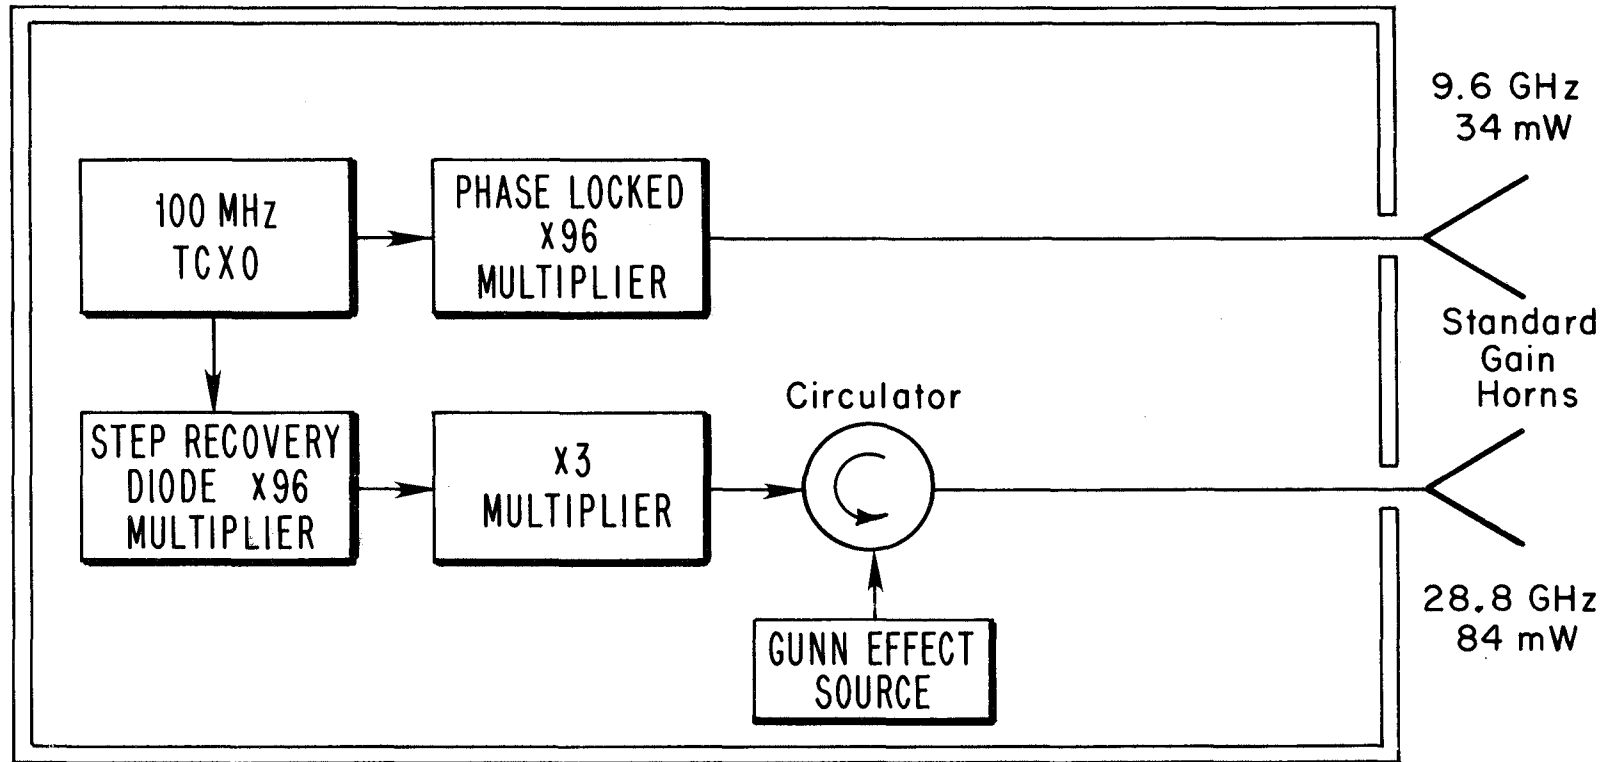 9.6 GHz
34 mW
100 MHz
TCXO
PHASE LOCKED
X96
MULTIPLIER
Standard
Gain
Horns
Circulator
STEP RECOVERY
DIODE X96
MULTIPLIER
X3
MULTIPLIER
28.8 GHz
84 mW
GUNN EFFECT
SOURCE